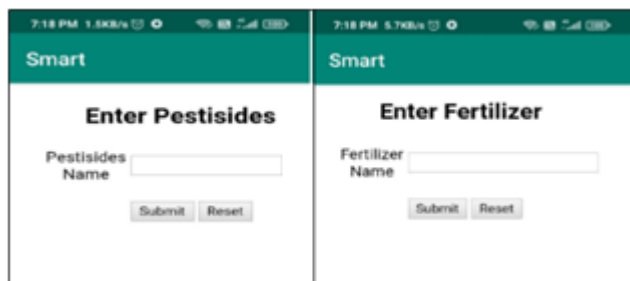 7:18 PM 1.5KB/s
Smart
Enter Pestisides
Pestisides
Name
Submit Reset
7:18 PM 5.7KB/s
Smart
Enter Fertilizer
Fertilizer
Name
Submit Reset